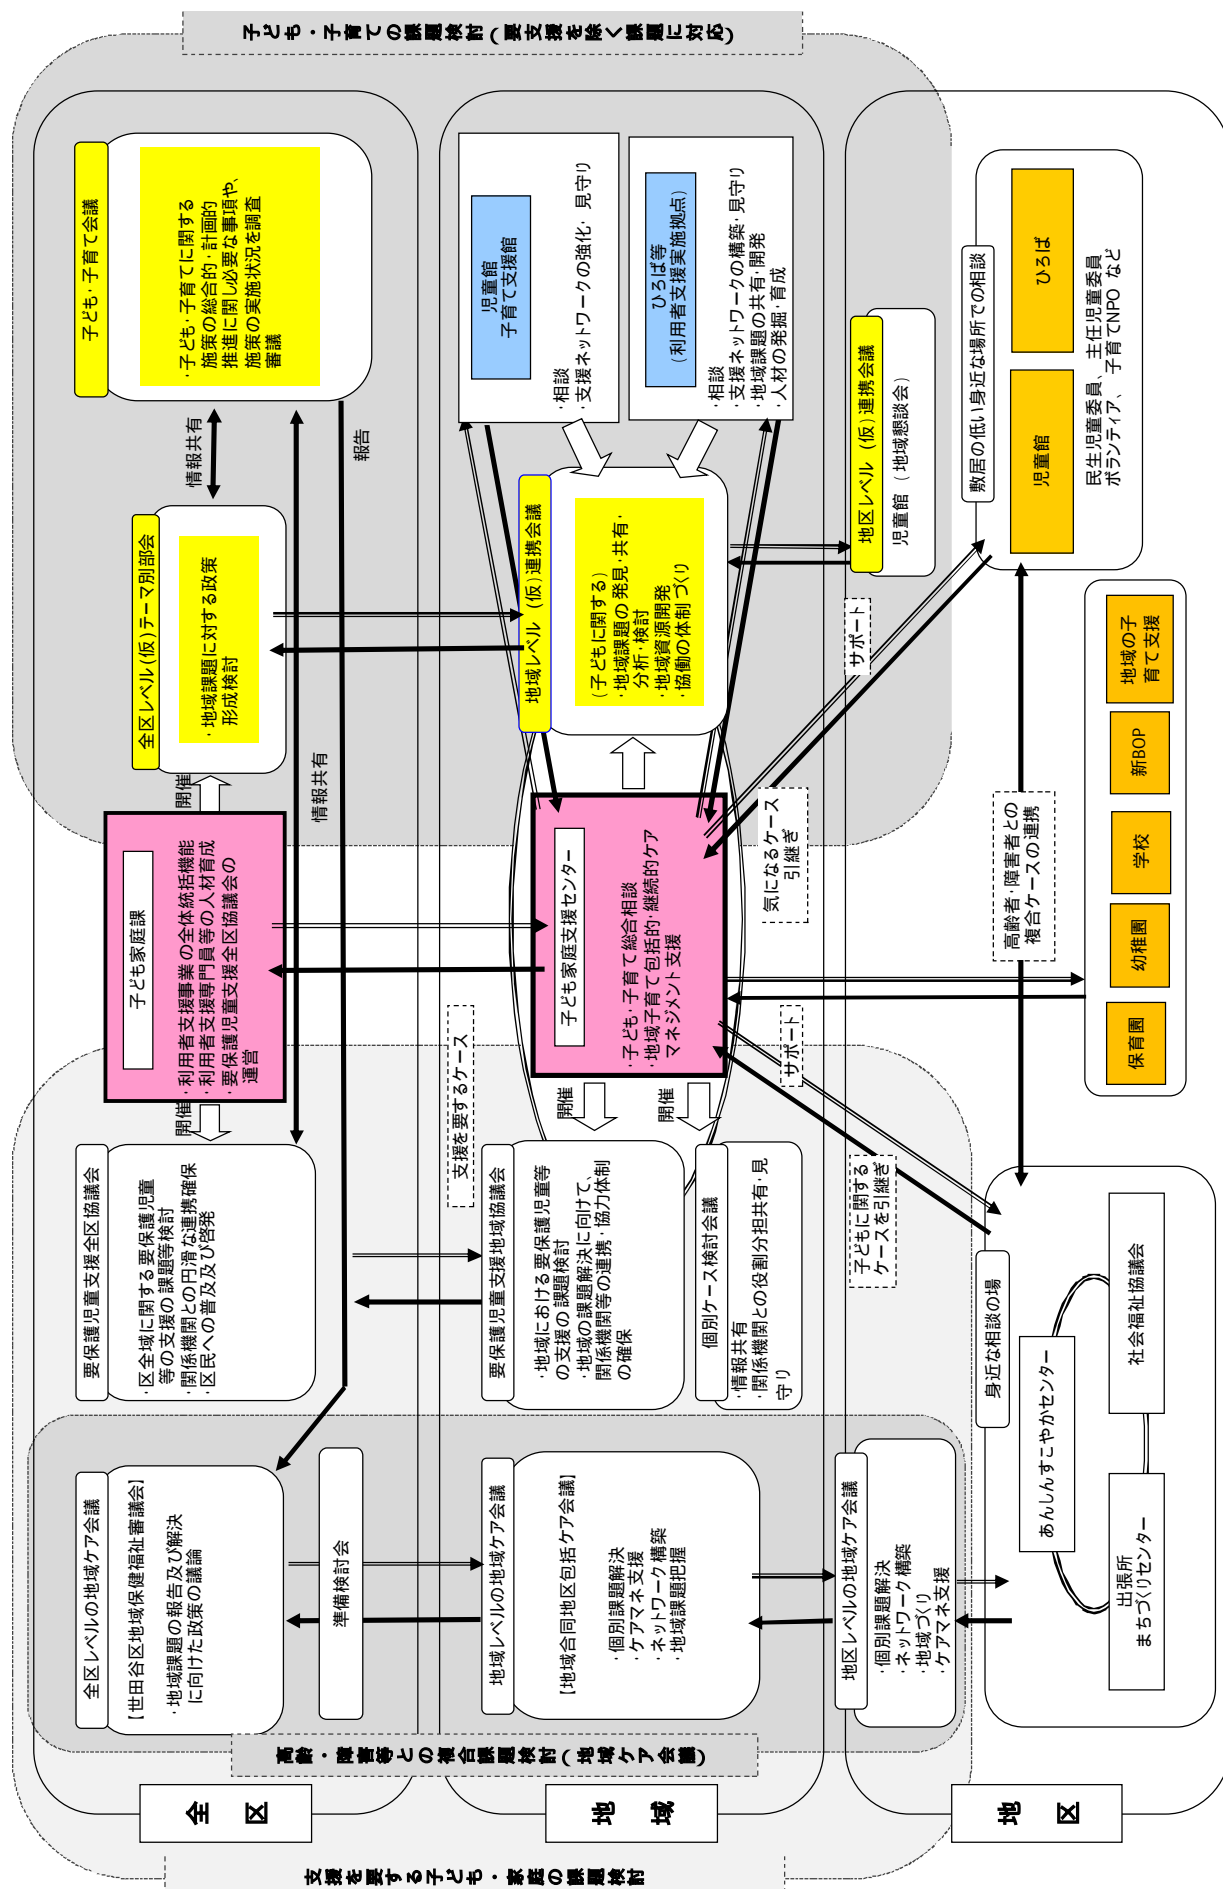 子ども・子育ての課題検討(要支援を除く課題に対応)
支援を要する子ども・家庭の課題検討
高齢・障害等との複合課題検討(地域ケア会議)
全区
全区レベルの地域ケア会議
【世田谷区地域保健福祉審議会】
・地域課題の報告及び解決
に向けた政策の議論
準備検討会
要保護児童支援全区協議会
・区全域に関する要保護児童
等の支援の課題等検討
・関係機関との円滑な連携確保
・区民への普及及び啓発
開催
子ども家庭課
・利用者支援事業の全体統括機能
・利用者支援専門員等の人材育成
・要保護児童支援全区協議会の
運営
開催
全区レベル(仮)テーマ別部会
・地域課題に対する政策
形成検討
情報共有
情報共有
報告
子ども・子育て会議
・子ども・子育てに関する
施策の総合的・計画的
推進に関し必要な事項や、
施策の実施状況を調査
審議
地域
地域レベルの地域ケア会議
【地域合同地区包括ケア会議】
・個別課題解決
・ケアマネ支援
・ネットワーク構築
・地域課題把握
支援を要するケース
要保護児童支援地域協議会
・地域における要保護児童等
の支援の課題検討
・地域の課題解決に向けて、
関係機関等の連携・協力体制
の確保
個別ケース検討会議
・情報共有
・関係機関との役割分担共有・見
守り
開催
開催
子ども家庭支援センター
・子ども・子育て総合相談
・地域子育て包括的・継続的ケア
マネジメント支援
地域レベル(仮)連携会議
(子どもに関する)
・地域課題の発見・共有・
分析・検討
・地域資源開発
・協働の体制づくり
児童館
子育て支援館
・相談
・支援ネットワークの強化・見守り
ひろば等
(利用者支援実施拠点)
・相談
・支援ネットワークの構築・見守り
・地域課題の共有・開発
・人材の発掘・育成
気になるケース
引継ぎ
サポート
サポート
子どもに関する
ケースを引継ぎ
地区
地区レベルの地域ケア会議
・個別課題解決
・ネットワーク構築
・地域づくり
・ケアマネ支援
地区レベル(仮)連携会議
児童館(地域懇談会)
身近な相談の場
あんしんすこやかセンター
出張所
まちづくりセンター
社会福祉協議会
高齢者・障害者との
複合ケースの連携
保育園
幼稚園
学校
新BOP
地域の子
育て支援
敷居の低い身近な場所での相談
児童館
ひろば
民生児童委員、主任児童委員
ボランティア、子育てNPOなど